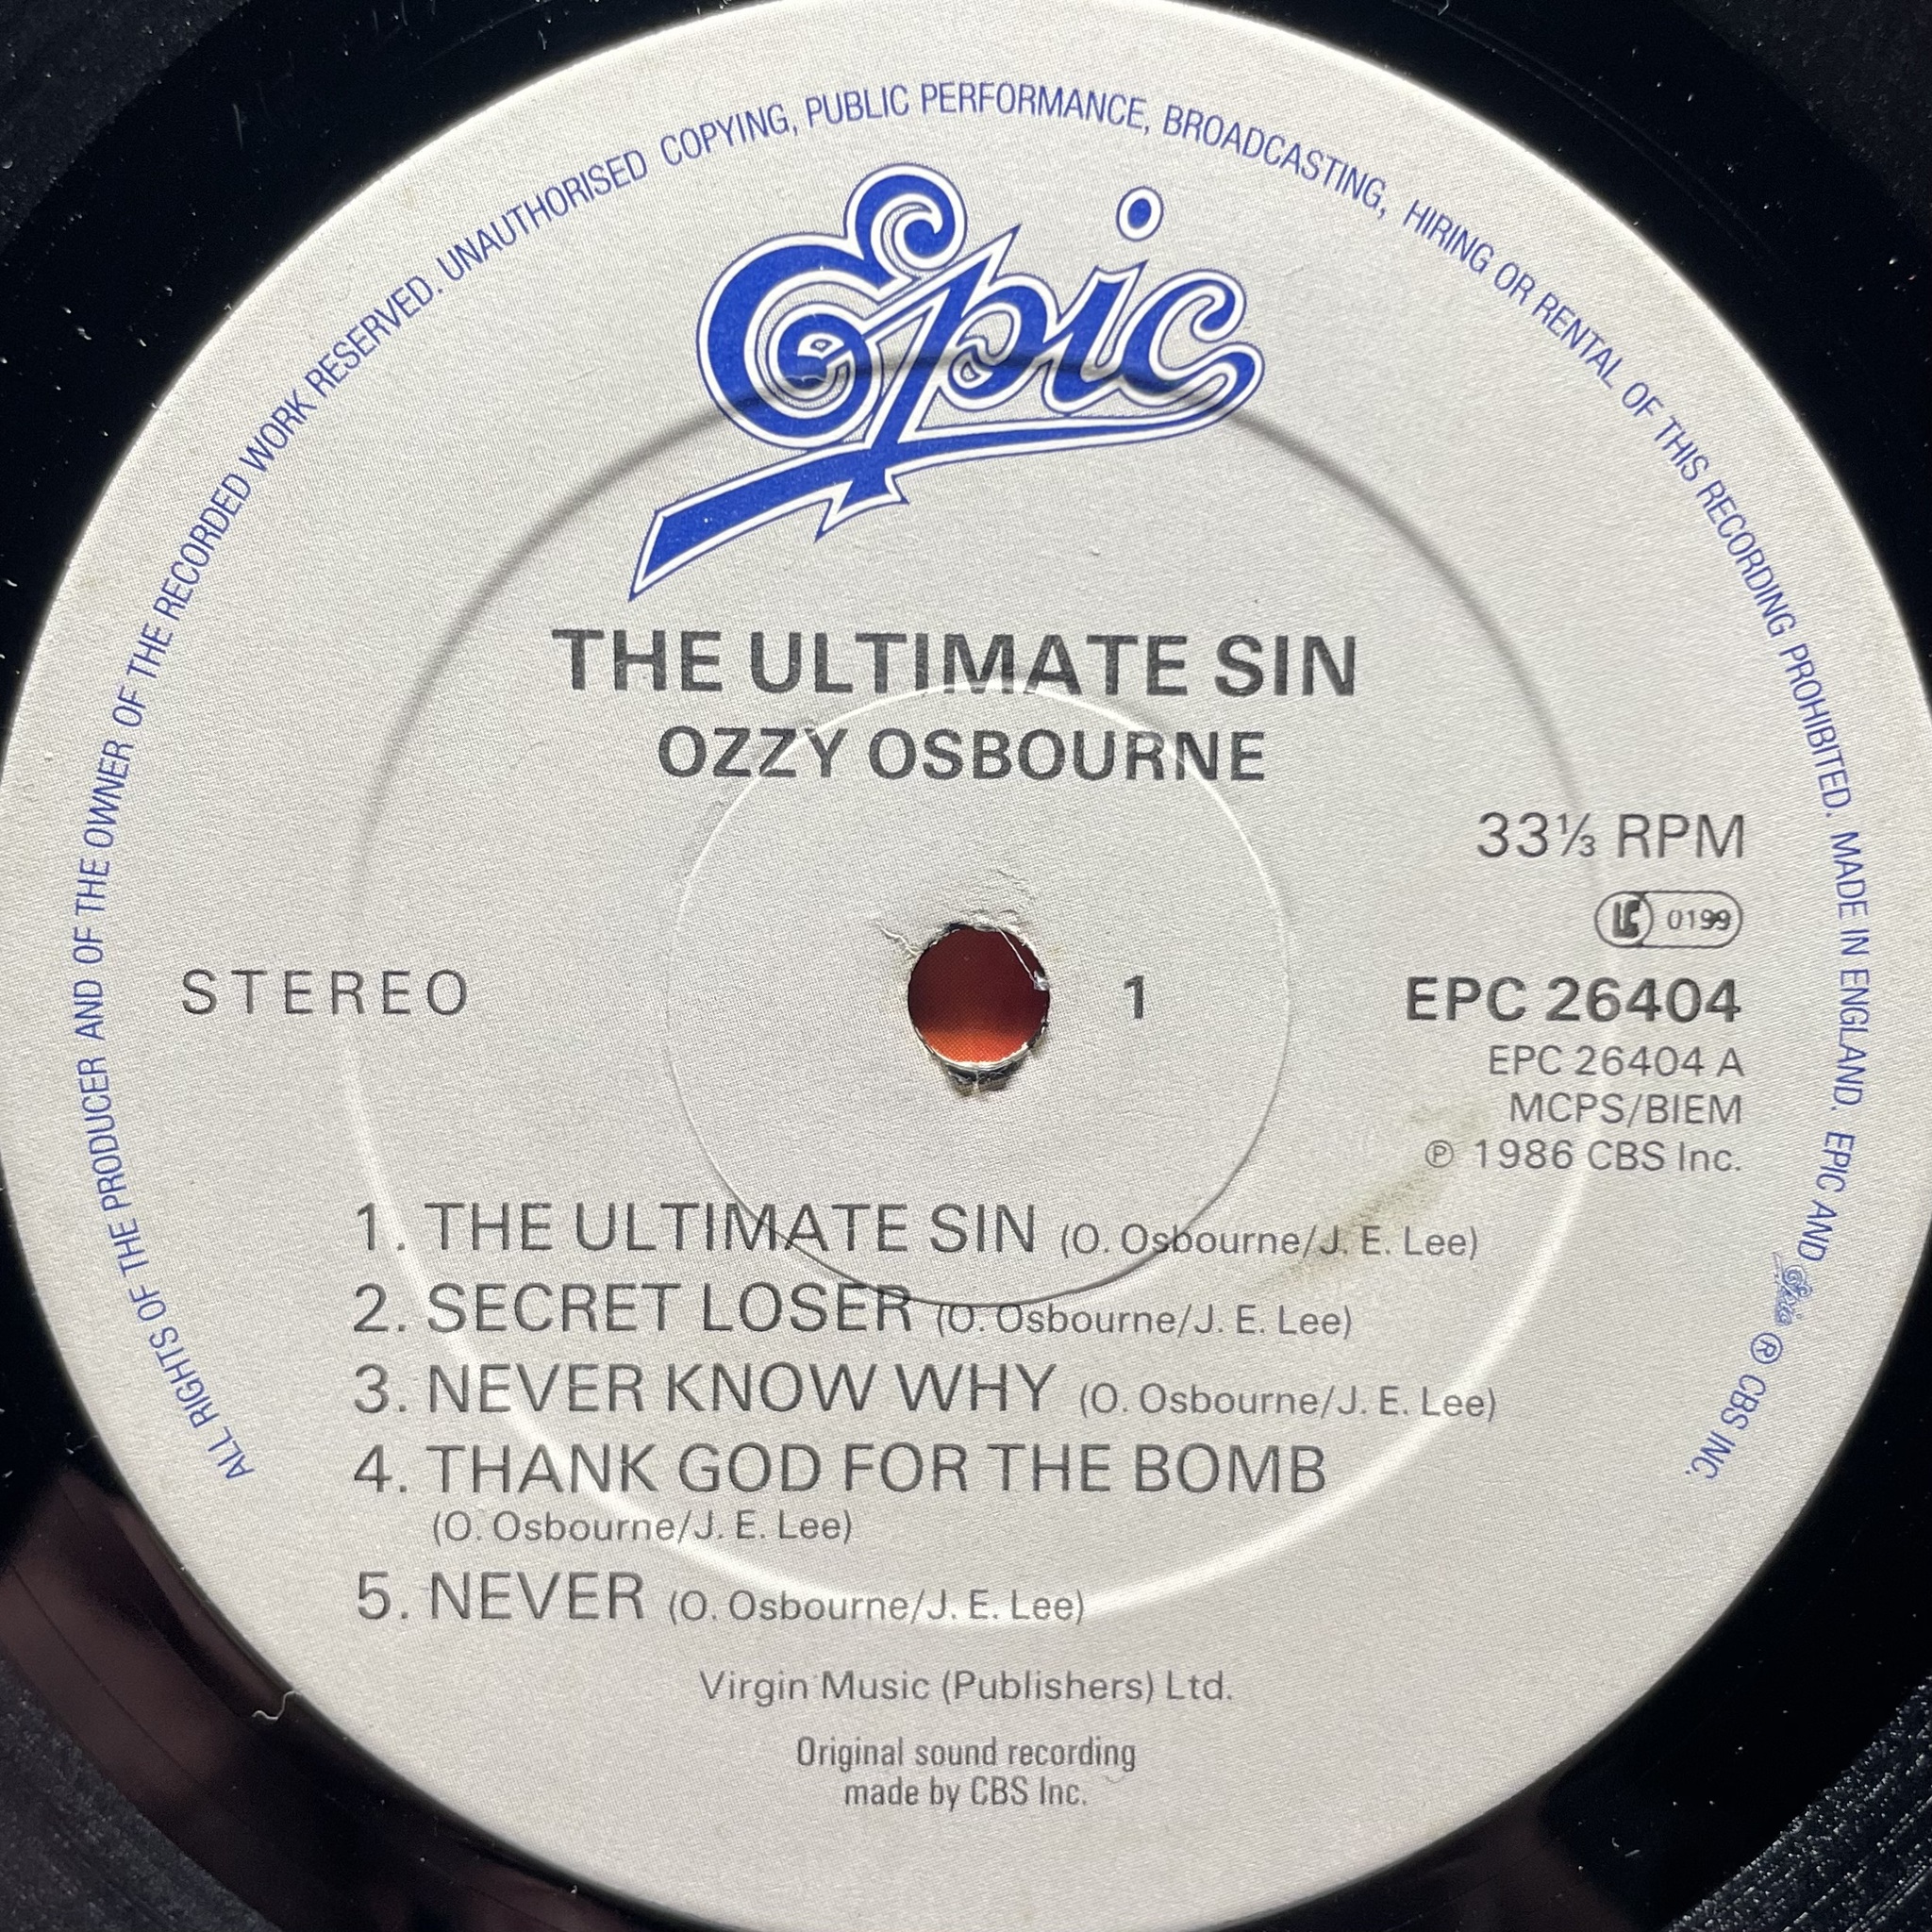 ALL RIGHTS OF THE PRODUCER AND OF THE OWNER OF THE RECORDED WORK RESERVED. UNAUTHORISED COPYING, PUBLIC PERFORMANCE, BROADCASTING, HIRING OR RENTAL OF THIS RECORDING PROHIBITED. MADE IN ENGLAND. EPIC AND Epic ® CBS INC.
Epic
THE ULTIMATE SIN
OZZY OSBOURNE
33⅓ RPM
LC 0199
STEREO
1
EPC 26404
EPC 26404 A
MCPS/BIEM
℗ 1986 CBS Inc.
1. THE ULTIMATE SIN (O. Osbourne/J. E. Lee)
2. SECRET LOSER (O. Osbourne/J. E. Lee)
3. NEVER KNOW WHY (O. Osbourne/J. E. Lee)
4. THANK GOD FOR THE BOMB
(O. Osbourne/J. E. Lee)
5. NEVER (O. Osbourne/J. E. Lee)
Virgin Music (Publishers) Ltd.
Original sound recording
made by CBS Inc.